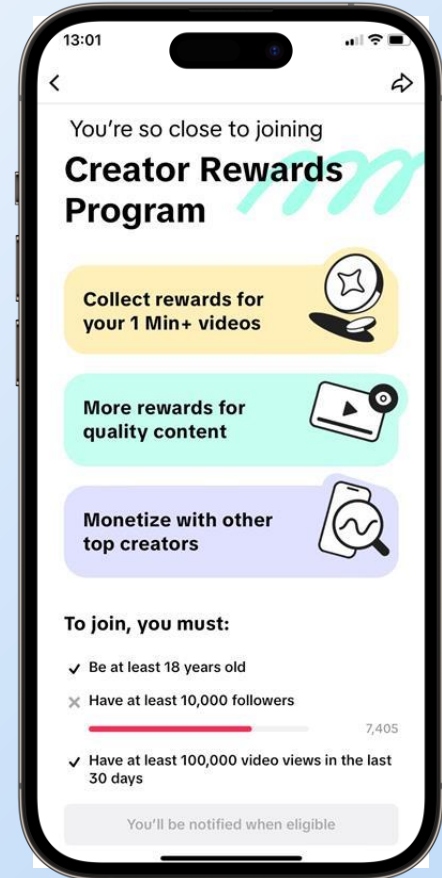 13:01
You're so close to joining
Creator Rewards
Program
Collect rewards for
your 1 Min+ videos
More rewards for
quality content
Monetize with other
top creators
To join, you must:
Be at least 18 years old
Have at least 10,000 followers
7,405
Have at least 100,000 video views in the last
30 days
You'll be notified when eligible